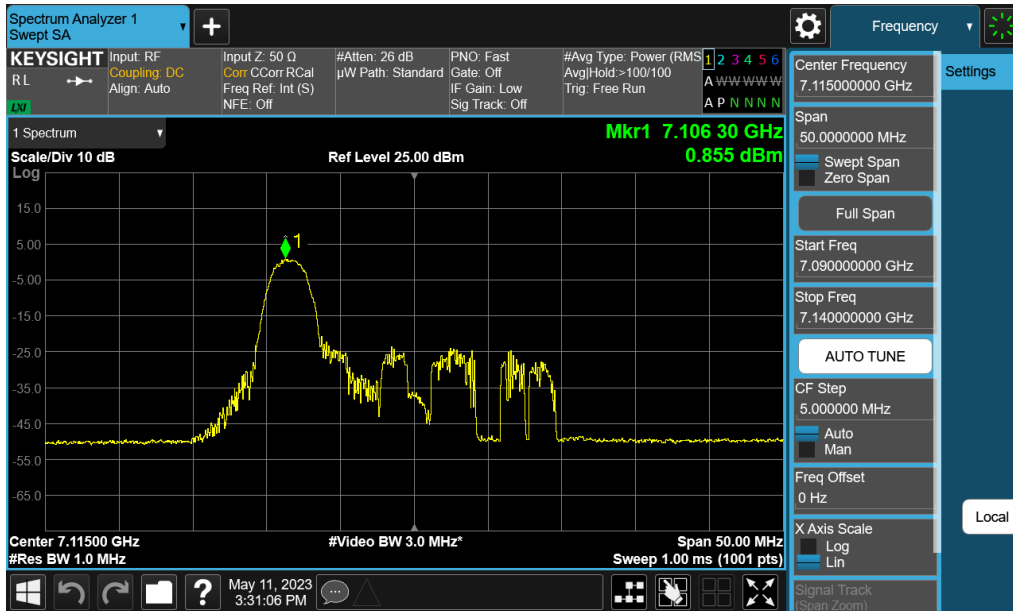 Spectrum Analyzer 1
Swept SA
+
Frequency
KEYSIGHT
R L
LXI
Input: RF
Coupling: DC
Align: Auto
Input Z: 50 Ω
Corr CCorr RCal
Freq Ref: Int (S)
NFE: Off
#Atten: 26 dB
µW Path: Standard
PNO: Fast
Gate: Off
IF Gain: Low
Sig Track: Off
#Avg Type: Power (RMS
Avg|Hold:>100/100
Trig: Free Run
1 2 3 4 5 6
A W W W W W
A P N N N N
1 Spectrum
Scale/Div 10 dB
Log
Ref Level 25.00 dBm
Mkr1 7.106 30 GHz
0.855 dBm
15.0
5.00
-5.00
-15.0
-25.0
-35.0
-45.0
-55.0
-65.0
1
Center 7.11500 GHz
#Res BW 1.0 MHz
#Video BW 3.0 MHz*
Span 50.00 MHz
Sweep 1.00 ms (1001 pts)
Center Frequency
7.115000000 GHz
Settings
Span
50.0000000 MHz
Swept Span
Zero Span
Full Span
Start Freq
7.090000000 GHz
Stop Freq
7.140000000 GHz
AUTO TUNE
CF Step
5.000000 MHz
Auto
Man
Freq Offset
0 Hz
X Axis Scale
Log
Lin
Local
Signal Track
(Span Zoom)
?
May 11, 2023
3:31:06 PM